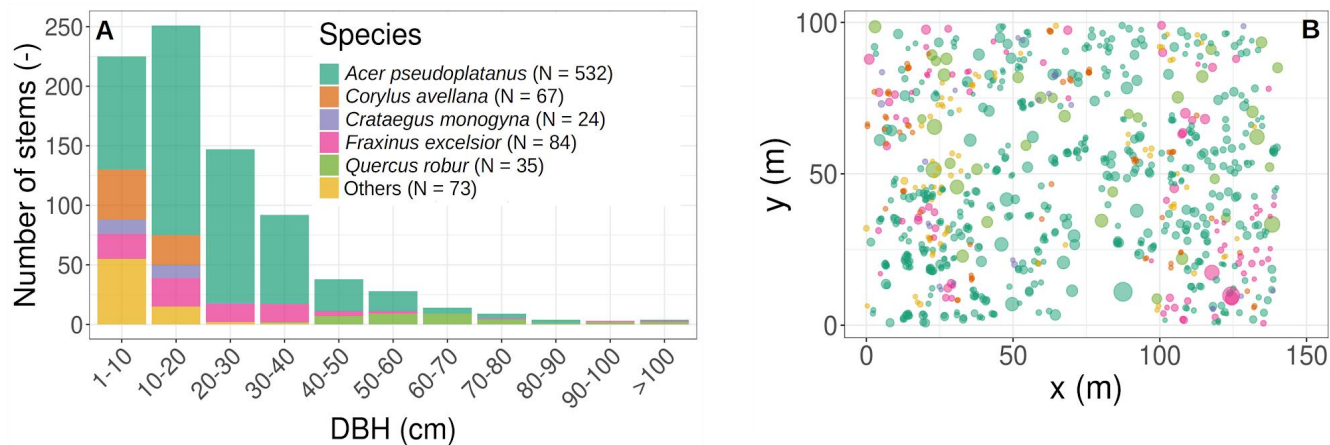 A
Number of stems (-)
250
200
150
100
50
0
Species
Acer pseudoplatanus (N = 532)
Corylus avellana (N = 67)
Crataegus monogyna (N = 24)
Fraxinus excelsior (N = 84)
Quercus robur (N = 35)
Others (N = 73)
1-10
10-20
20-30
30-40
40-50
50-60
60-70
70-80
80-90
90-100
>100
DBH (cm)
B
y (m)
100
50
0
0
50
100
150
x (m)